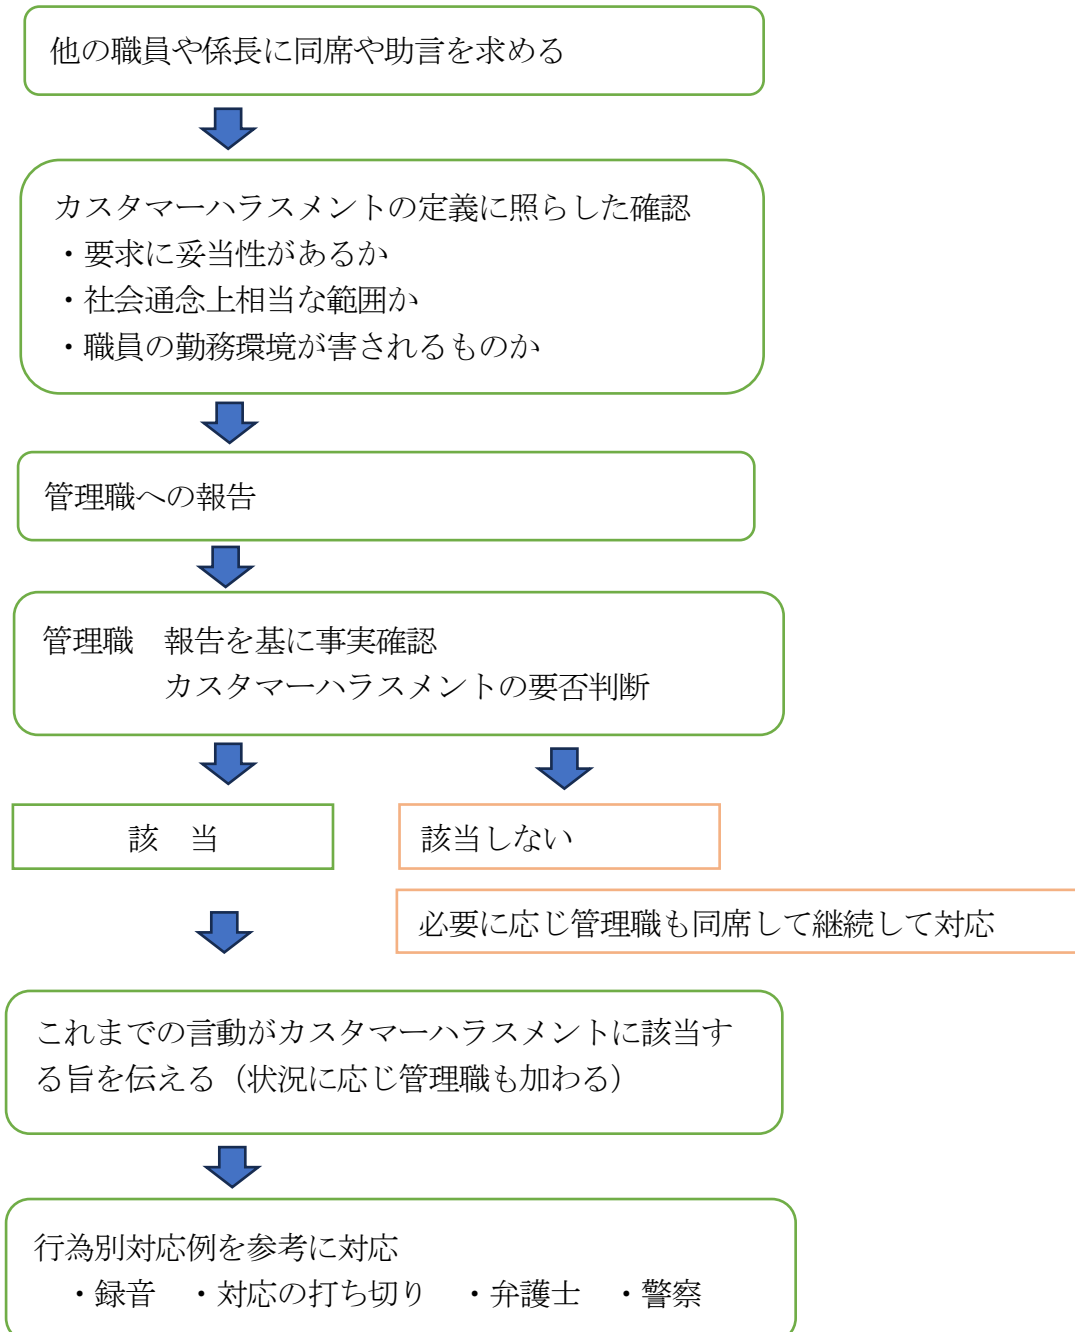 他の職員や係長に同席や助言を求める
カスタマーハラスメントの定義に照らした確認
・要求に妥当性があるか
・社会通念上相当な範囲か
・職員の勤務環境が害されるものか
管理職への報告
管理職　報告を基に事実確認
カスタマーハラスメントの要否判断
該　当
該当しない
必要に応じ管理職も同席して継続して対応
これまでの言動がカスタマーハラスメントに該当す
る旨を伝える（状況に応じ管理職も加わる）
行為別対応例を参考に対応
・録音　・対応の打ち切り　・弁護士　・警察